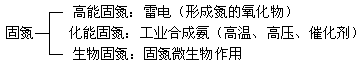 高能固氮：雷电（形成氮的氧化物）
固氮
化能固氮：工业合成氨（高温、高压、催化剂）
生物固氮：固氮微生物作用